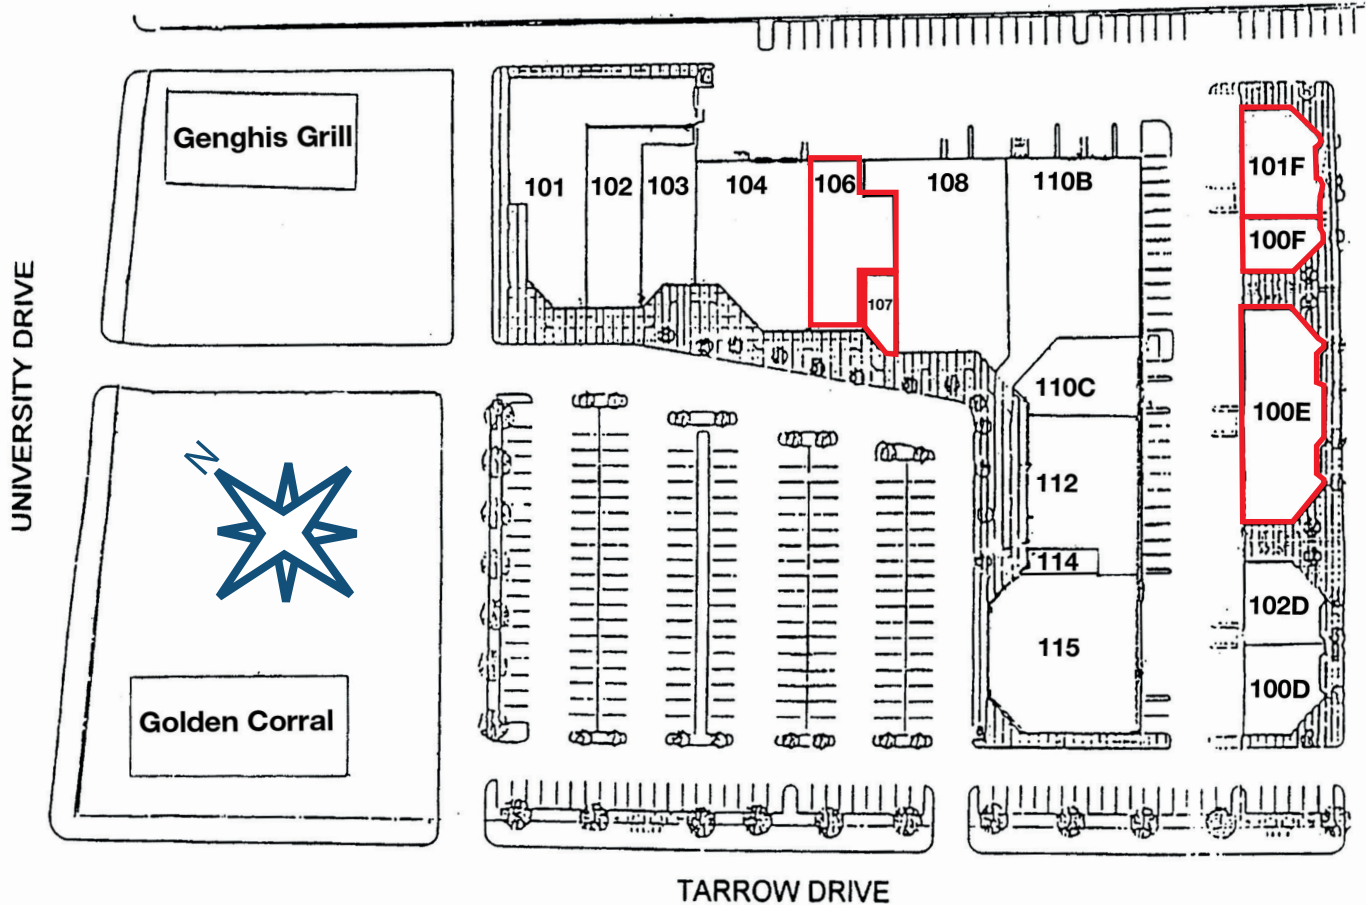 Genghis Grill
101
102
103
104
106
108
110B
101F
100F
107
UNIVERSITY DRIVE
N
110C
100E
112
114
102D
115
100D
Golden Corral
TARROW DRIVE